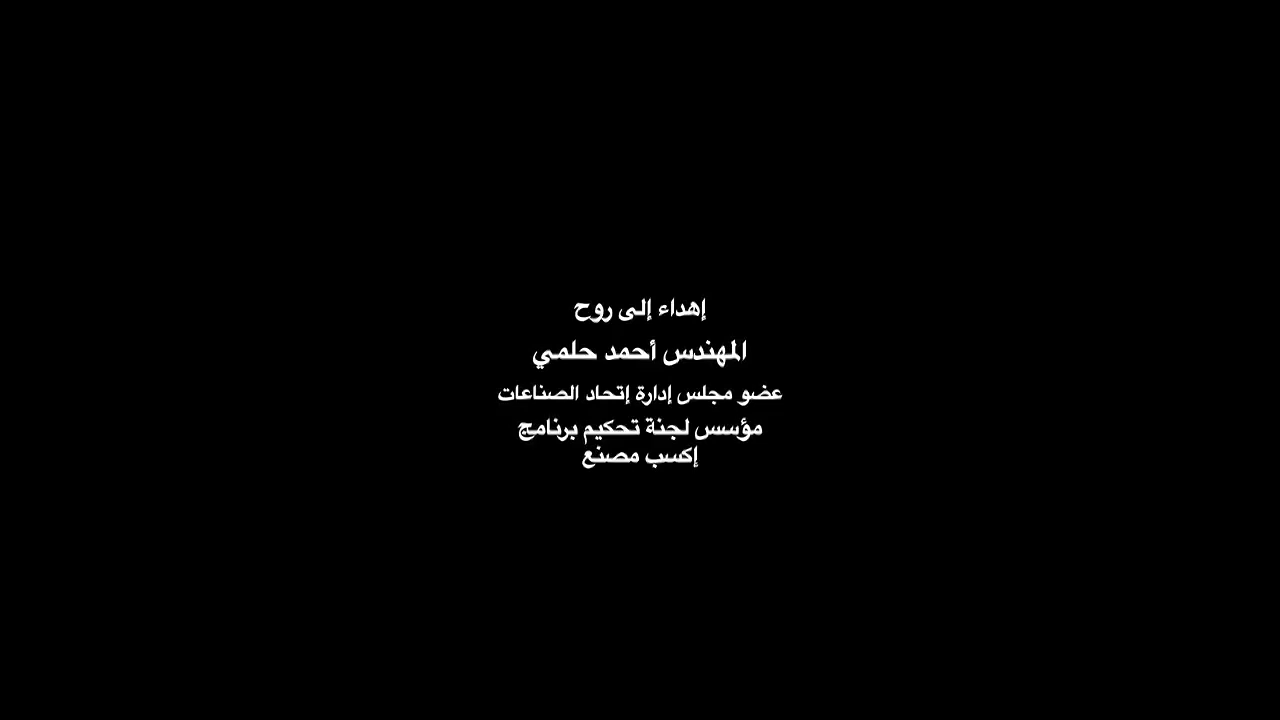 إهداء إلى روح
المهندس أحمد حلمي
عضو مجلس إدارة إتحاد الصناعات
مؤسس لجنة تحكيم برنامج
إكسب مصنع